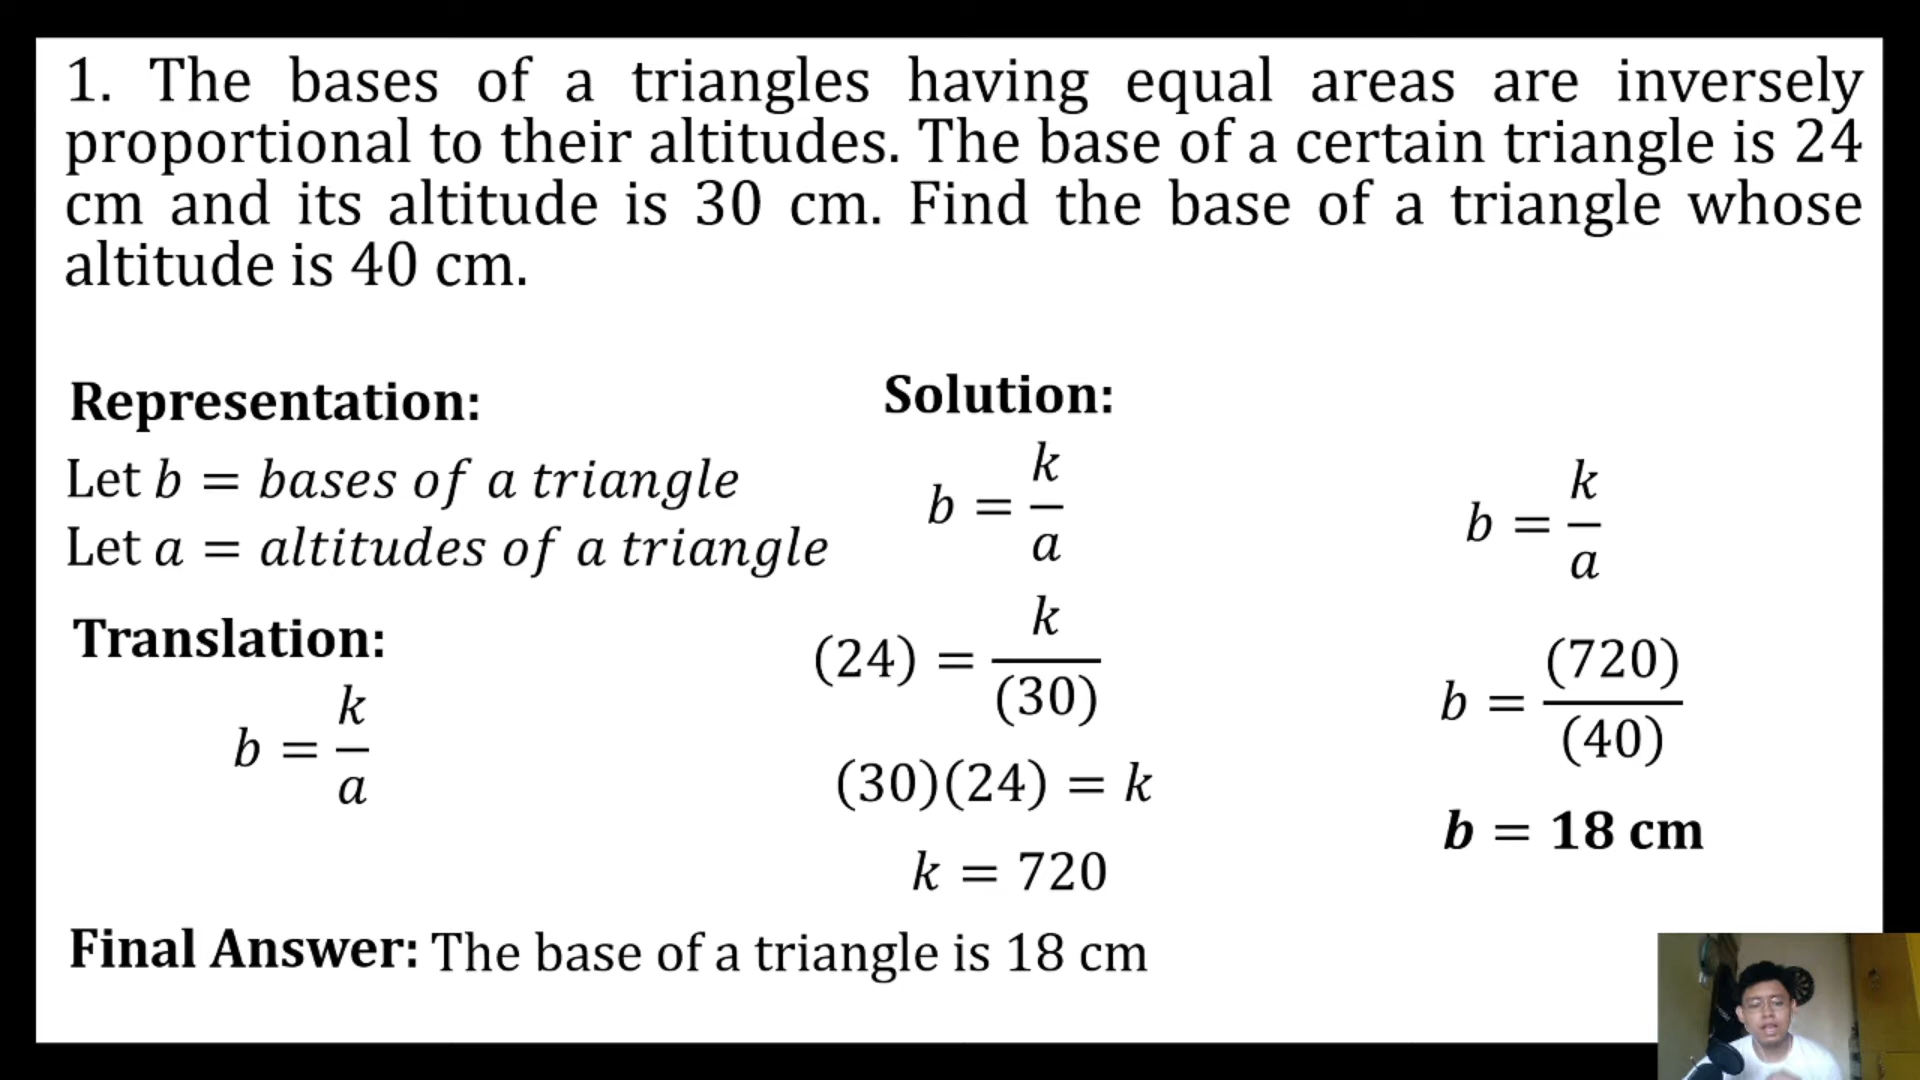 1. The bases of a triangles having equal areas are inversely
proportional to their altitudes. The base of a certain triangle is 24
cm and its altitude is 30 cm. Find the base of a triangle whose
altitude is 40 cm.
Representation:
Let b = bases of a triangle
Let a = altitudes of a triangle
Translation:
b = k/a
Solution:
b = k/a
(24) = k/(30)
(30)(24) = k
k = 720
b = k/a
b = (720)/(40)
b = 18 cm
Final Answer: The base of a triangle is 18 cm